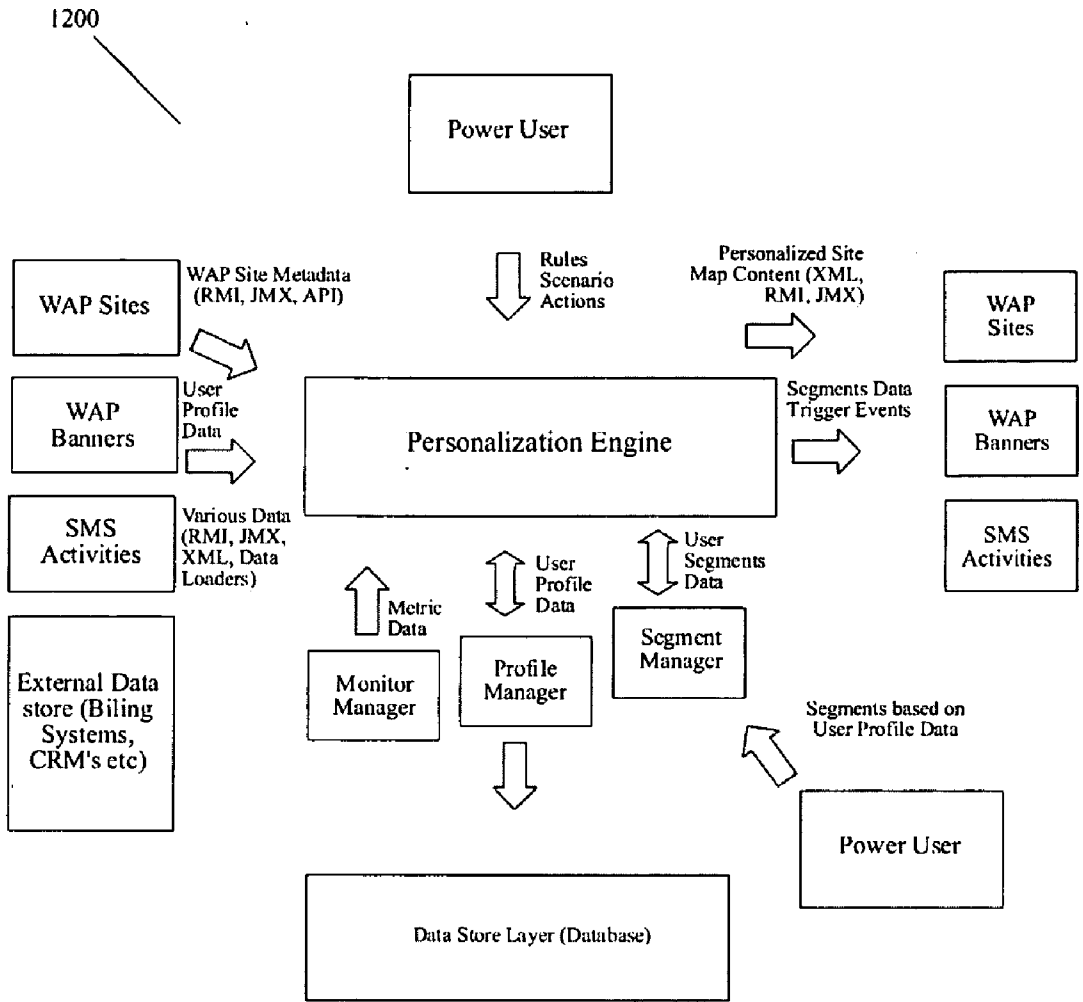 1200
Power User
Rules
Scenario
Actions
Personalized Site
Map Content (XML,
RMI, JMX)
WAP Sites
WAP Site Metadata
(RMI, JMX, API)
WAP
Sites
WAP
Banners
User
Profile
Data
Personalization Engine
Segments Data
Trigger Events
WAP
Banners
SMS
Activities
Various Data
(RMI, JMX,
XML, Data
Loaders)
SMS
Activities
Metric
Data
User
Profile
Data
User
Segments
Data
External Data
store (Biling
Systems,
CRM's etc)
Monitor
Manager
Profile
Manager
Segment
Manager
Segments based on
User Profile Data
Power User
Data Store Layer (Database)